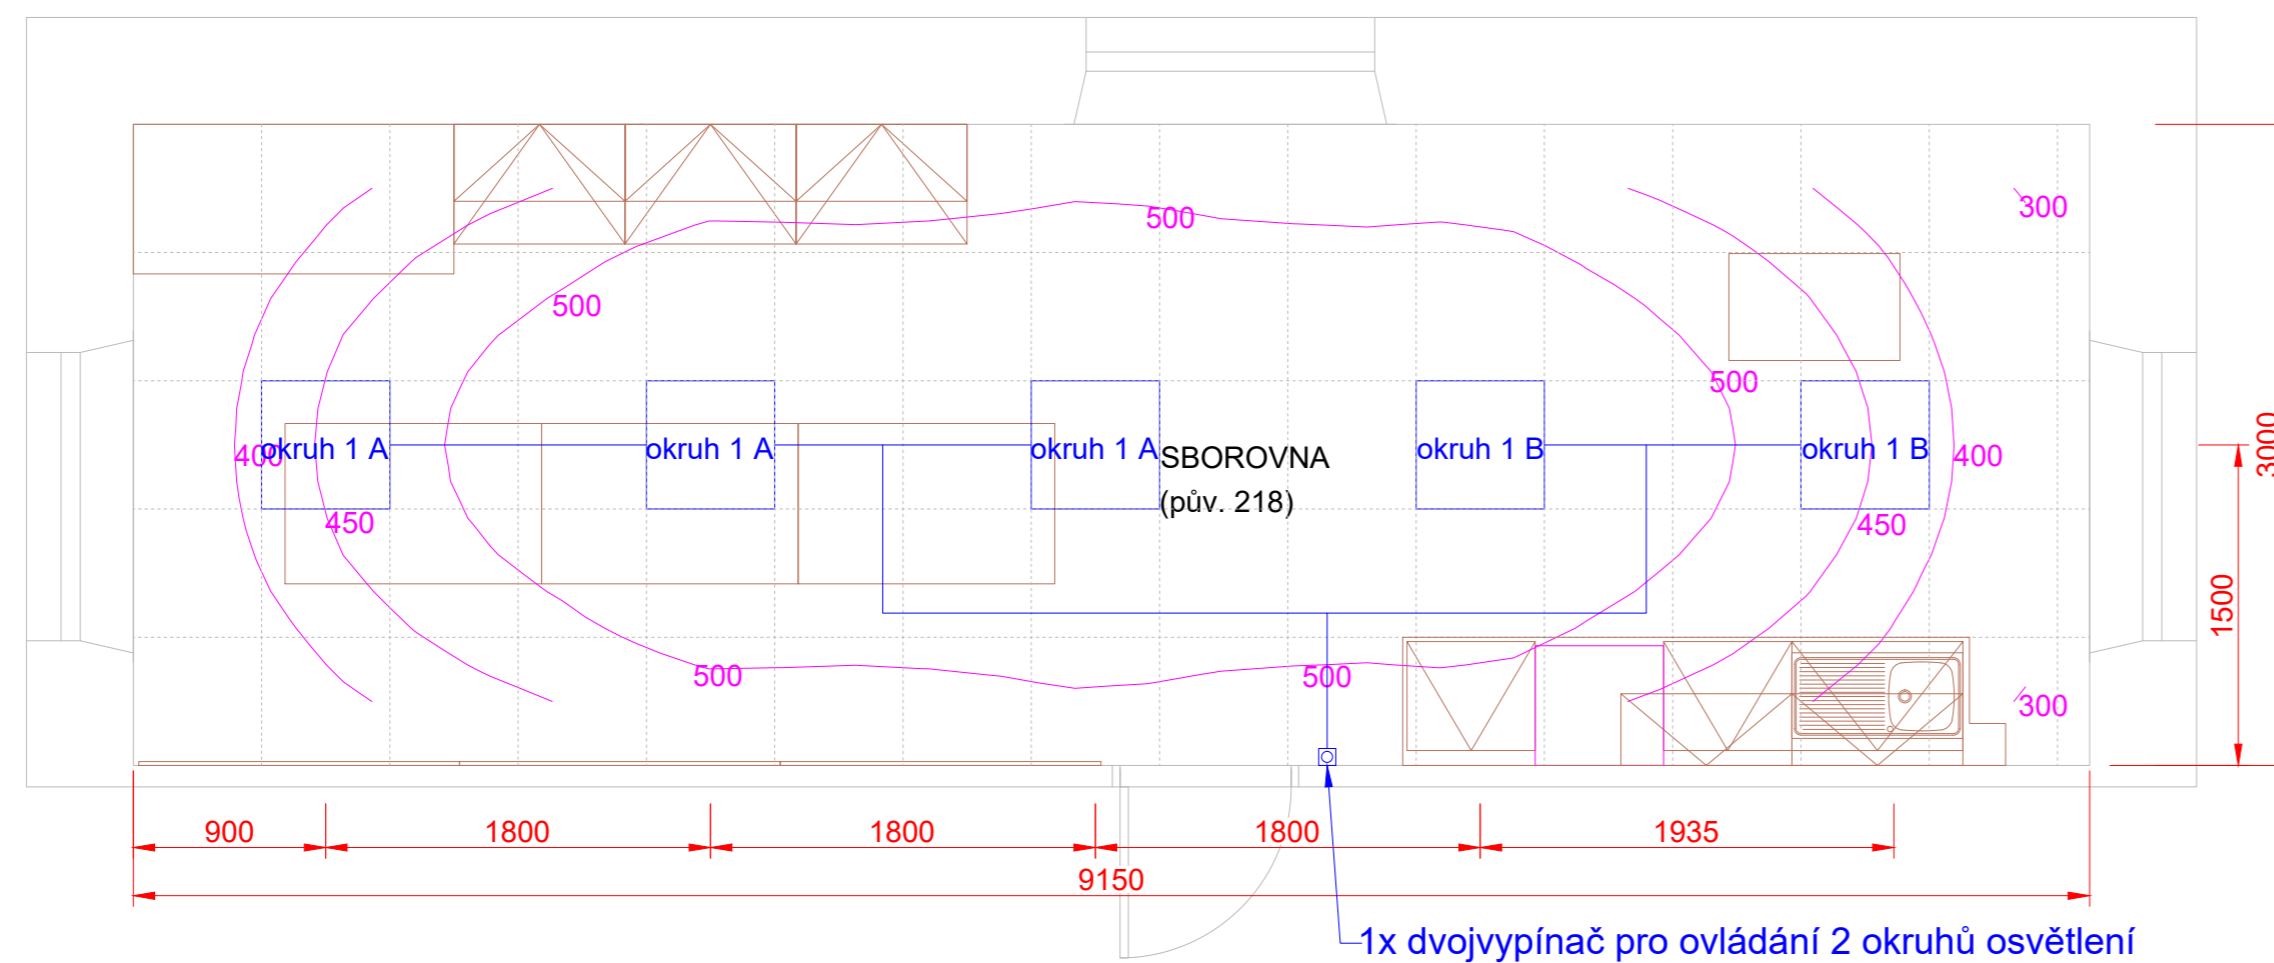 500
300
500
500
okruh 1 A
okruh 1 A
okruh 1 A
okruh 1 B
okruh 1 B
400
SBOROVNA
400
3000
(pův. 218)
450
450
1500
500
500
300
900
1800
1800
1800
1935
9150
1x dvojvypínač pro ovládání 2 okruhů osvětlení